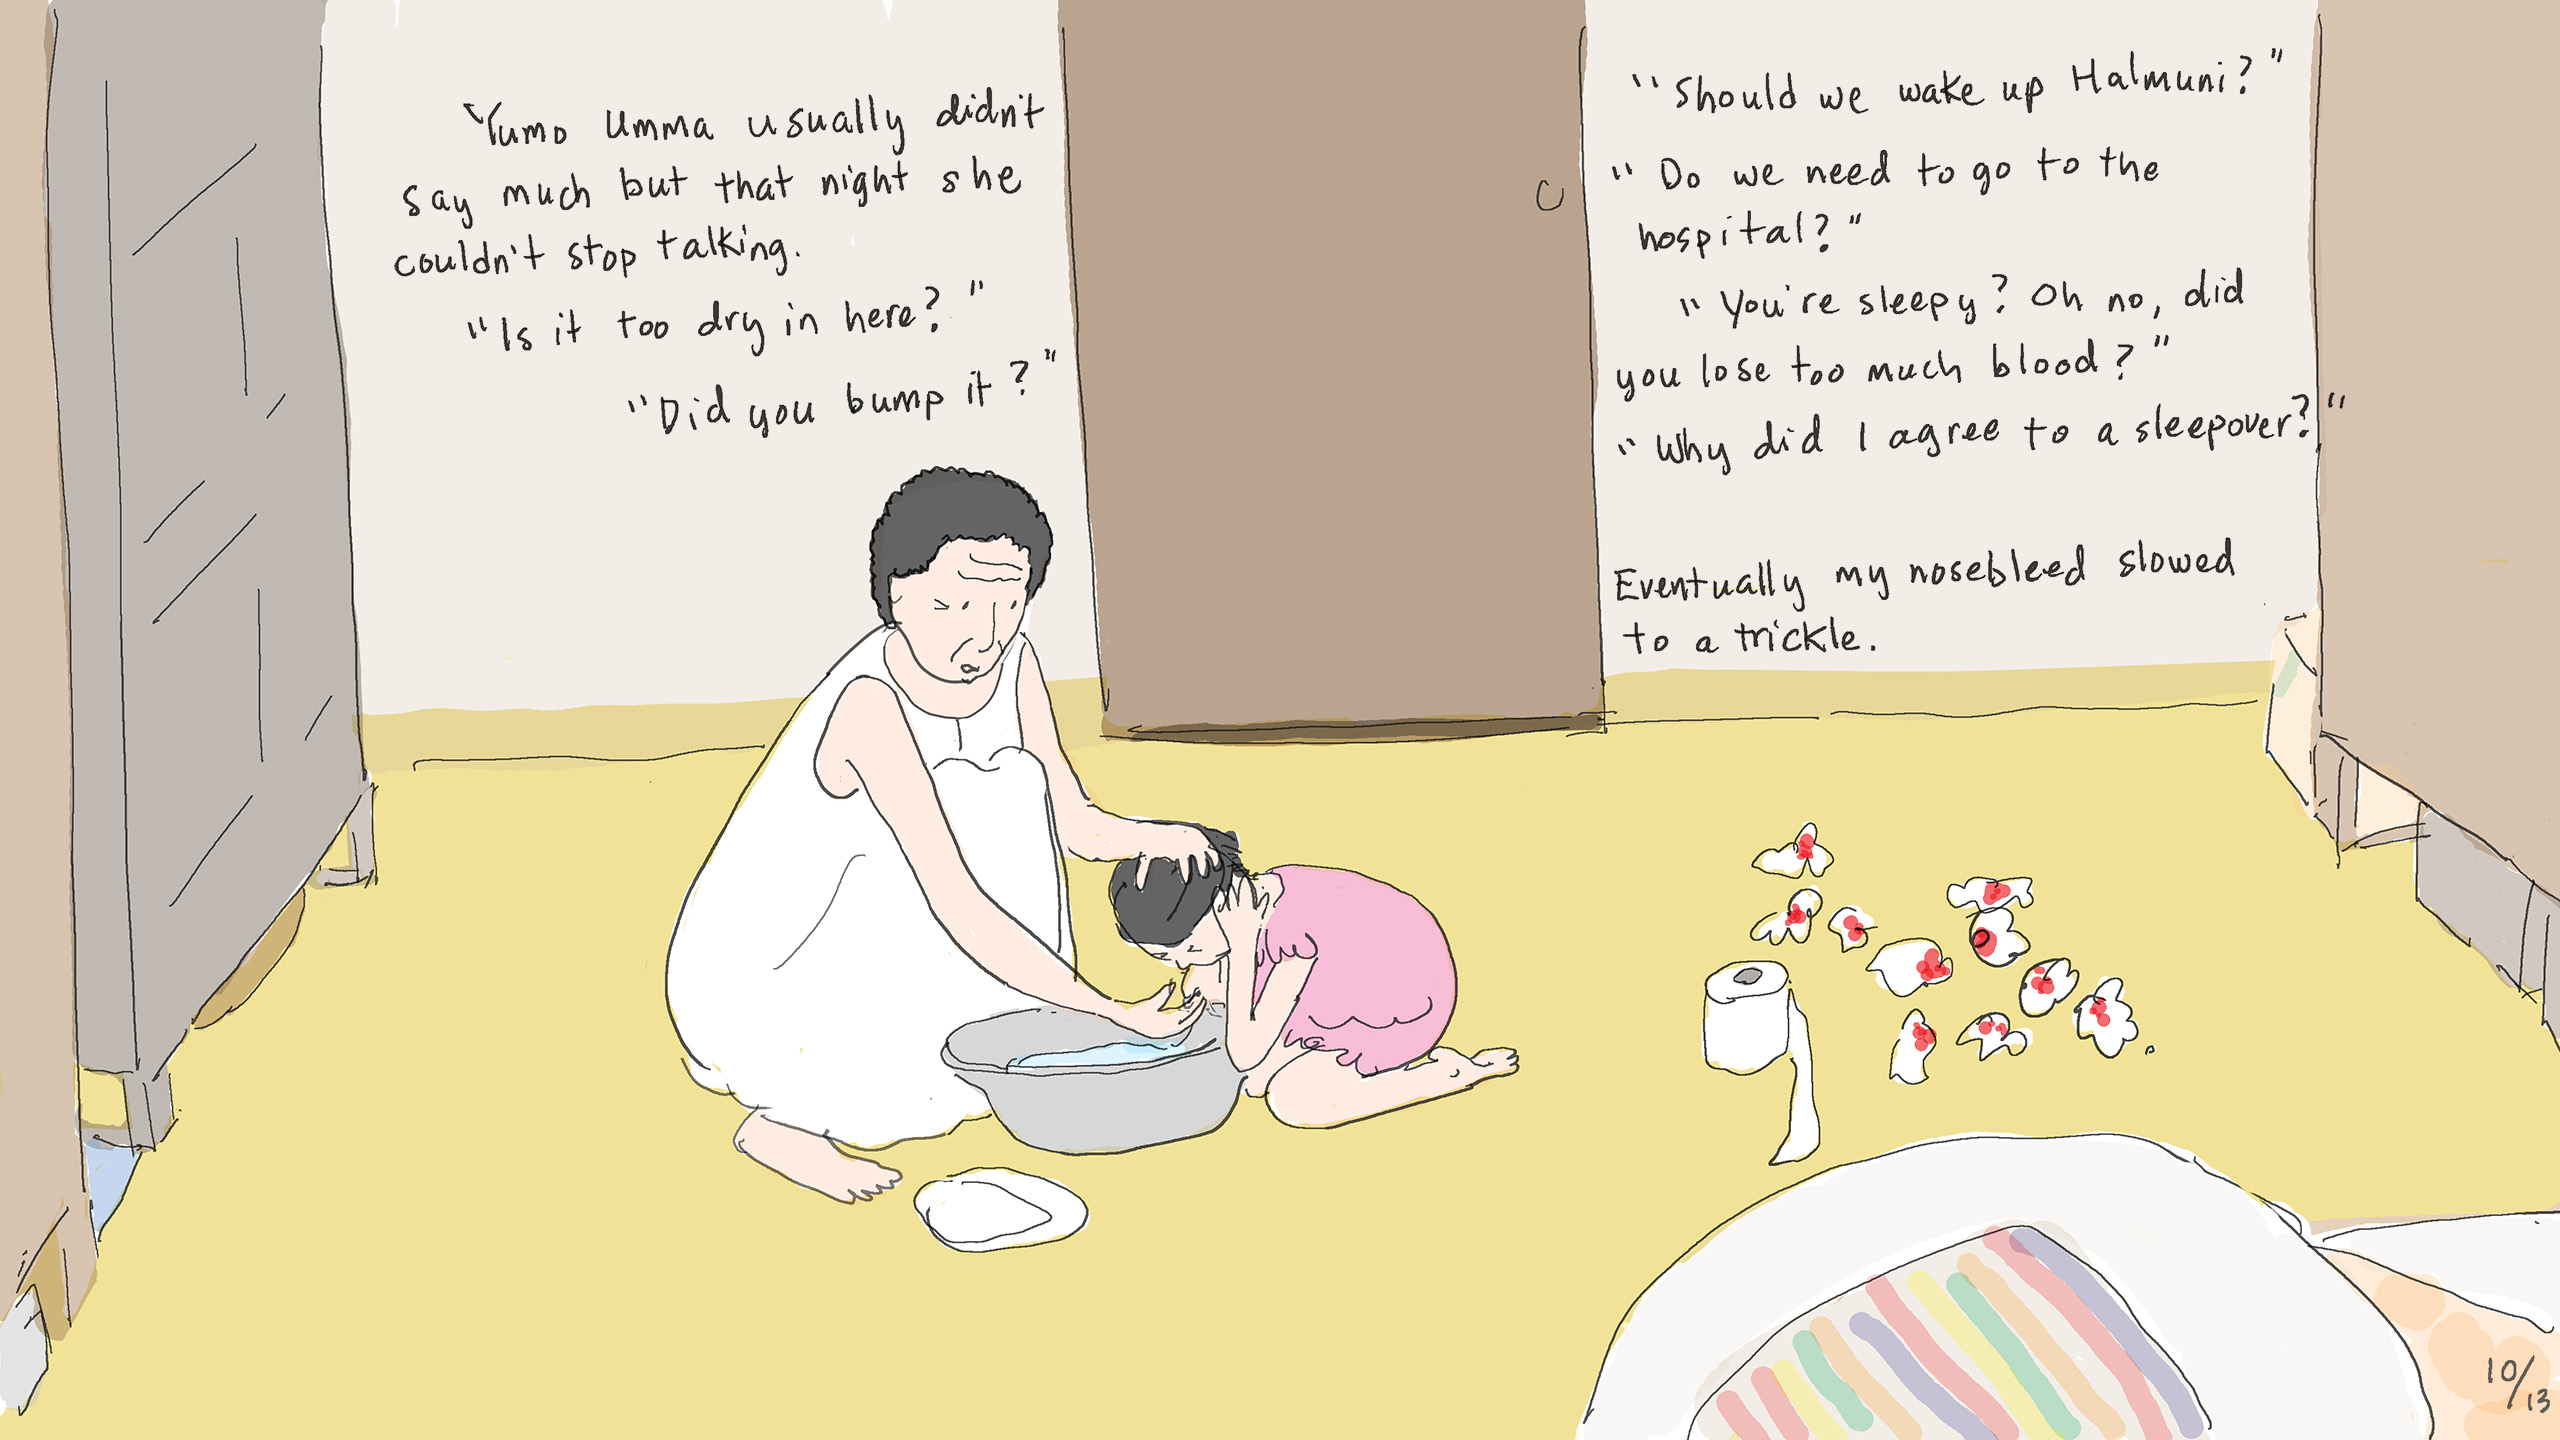 Yumo Umma usually didn't
say much but that night she
couldn't stop talking.
"Is it too dry in here?"
"Did you bump it?"
"Should we wake up Halmuni?"
"Do we need to go to the
hospital?"
"You're sleepy? Oh no, did
you lose too much blood?"
"Why did I agree to a sleepover?"
Eventually my nosebleed slowed
to a trickle.
10/13